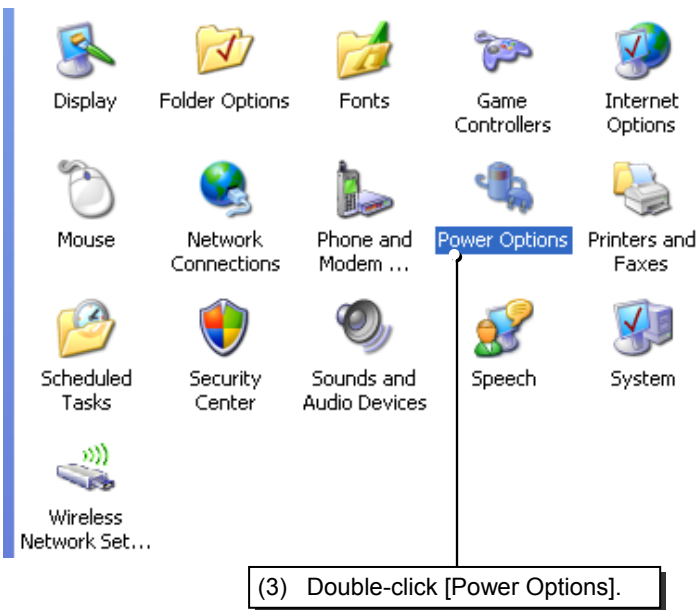 Display
Folder Options
Fonts
Game
Controllers
Internet
Options
Mouse
Network
Connections
Phone and
Modem ...
Power Options
Printers and
Faxes
Scheduled
Tasks
Security
Center
Sounds and
Audio Devices
Speech
System
Wireless
Network Set...
(3) Double-click [Power Options].